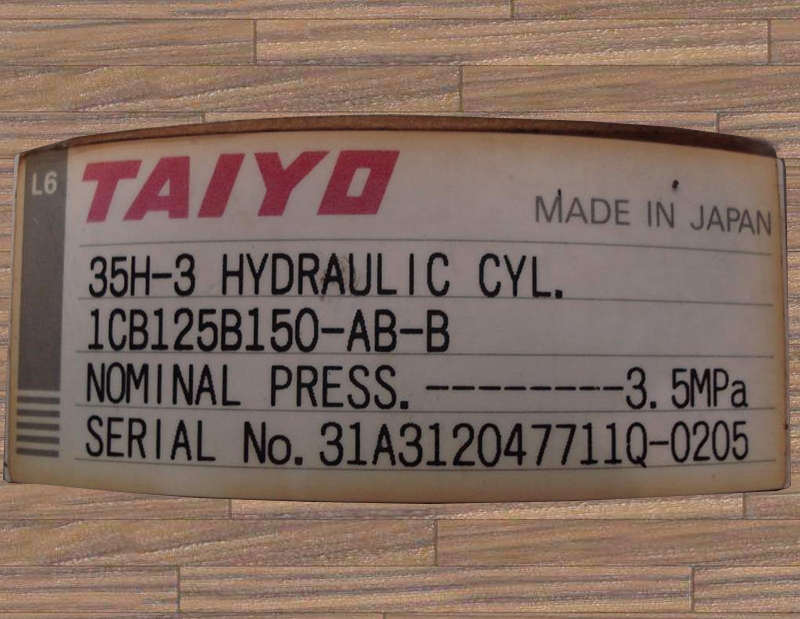 L6
TAIYO
MADE IN JAPAN
35H-3 HYDRAULIC CYL.
1CB125B150-AB-B
NOMINAL PRESS.---------3.5MPa
SERIAL No.31A312047711Q-0205